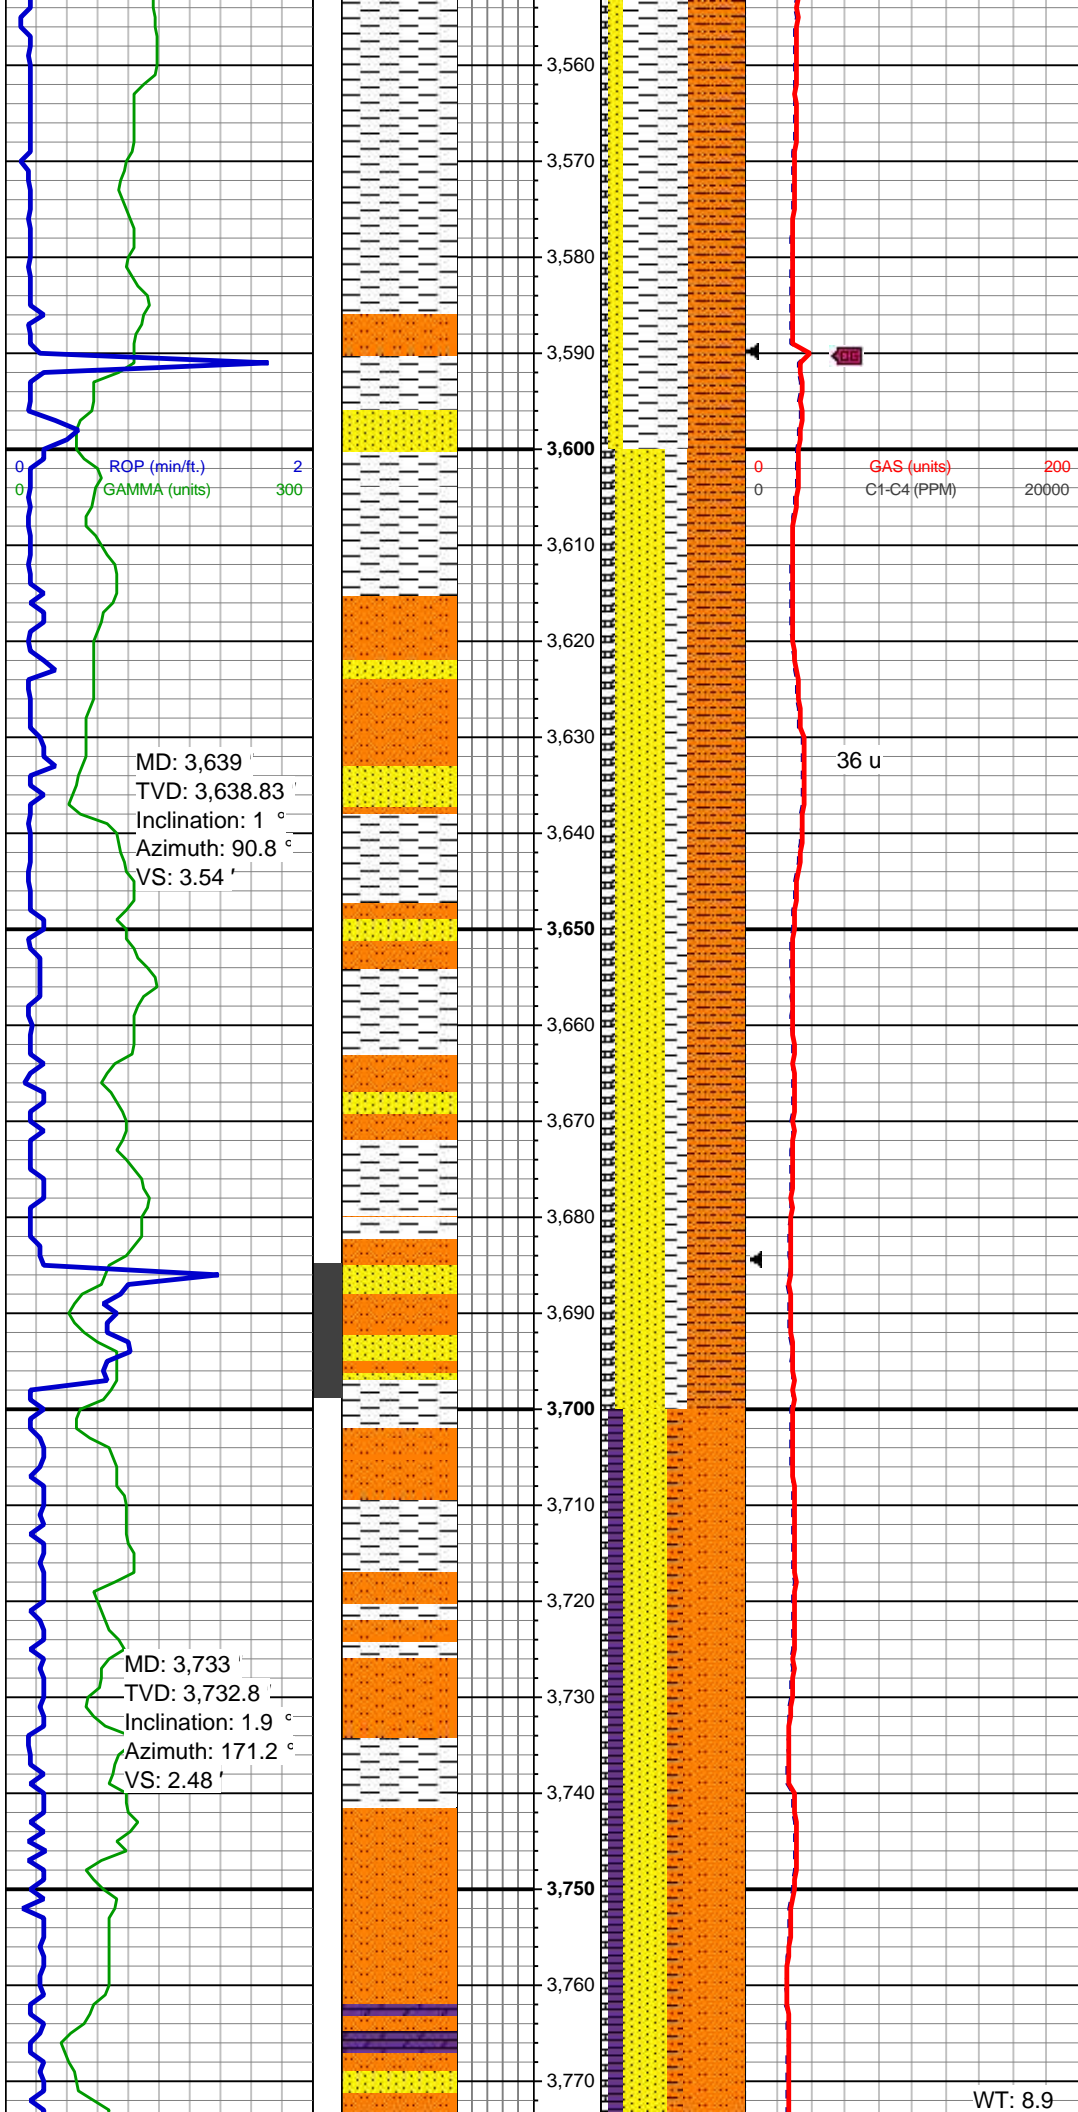 3,560
3,570
3,580
3,590
CG
3,600
0 ROP (min/ft.) 2
0 GAMMA (units) 300
0 GAS (units) 200
0 C1-C4 (PPM) 20000
3,610
3,620
3,630
MD: 3,639 '
TVD: 3,638.83 '
Inclination: 1 °
Azimuth: 90.8 °
VS: 3.54 '
36 u
3,640
3,650
3,660
3,670
3,680
3,690
3,700
3,710
3,720
MD: 3,733 '
TVD: 3,732.8 '
Inclination: 1.9 °
Azimuth: 171.2 °
VS: 2.48 '
3,730
3,740
3,750
3,760
3,770
WT: 8.9